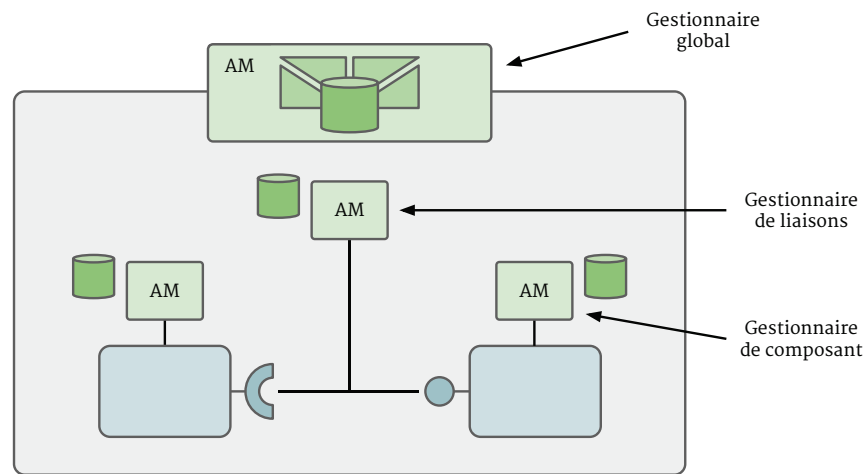 Gestionnaire
global
AM
AM
Gestionnaire
de liaisons
AM
AM
Gestionnaire
de composant